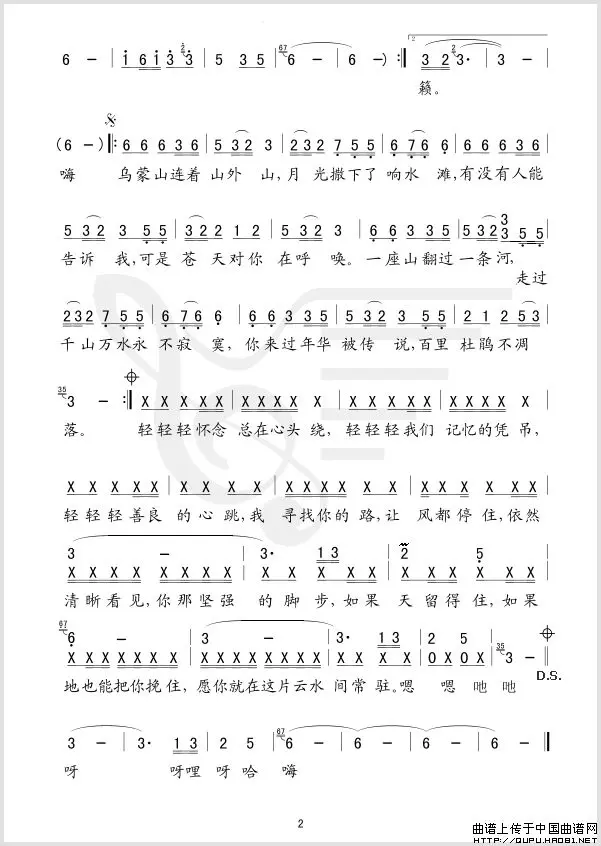 6 - | 1 6 1 3 3 | 5 3 5 | 6 - | 6 - ) :| 3 2 3· | 3 - |
籁。
( 6 - ) |: 6 6 6 3 6 | 5 3 2 3 | 2 3 2 7 5 5 | 6 7 6 6 | 6 6 6 3 6 |
嗨 乌蒙山连着 山外 山,月 光撒下了 响水 滩,有没有人能
5 3 2 3 5 5 | 3 2 2 1 2 | 3 2 1 2 | 5 3 2 3 | 6 6 6 3 6 | 5 3 2 3 5 5 |
告诉 我,可是 苍 天对你 在呼 唤。一座山翻过一条河,
走过
2 3 2 7 5 5 | 6 7 6 6 | 6 6 6 3 5 | 5 3 2 3 5 5 | 2 1 2 5 3 |
千山万水永 不寂 寞, 你来过年华 被传 说,百里 杜鹃不凋
35 3 - :| X X X X X | X X X X X | X X X X X | X X X X X |
落。 轻轻轻怀念 总在心头 绕, 轻轻轻我们 记忆的凭 吊,
X X X X X | X X X X | X X X X X X | X X X X X X |
轻轻轻善良 的心 跳,我 寻找你的 路,让 风都停 住,依然
3 - | 3· 1 3 | 2 5 |
X X X X X X X X | X X X X X | X X X X X X |
清晰看见,你那坚强 的脚 步,如果 天留得 住,如果
67 6 - | 3 - | 3· 1 3 | 2 5 | 35 3 - ||
地也能把你挽住, 愿你就在这片云水 间常 驻。嗯 嗯 吔 吔
D.S.
3 - | 3· 1 3 | 2 5 | 67 6 - | 6 - | 6 - | 6 - ||
呀 呀哩 呀 哈 嗨
2
曲谱上传于中国曲谱网
HTTP://QUPU.HAO81.NET